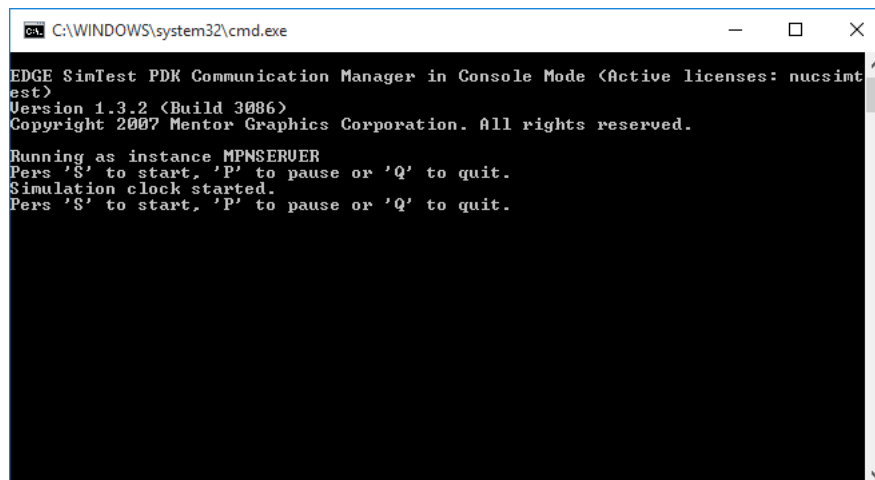 C:\WINDOWS\system32\cmd.exe
EDGE SimTest PDK Communication Manager in Console Mode (Active licenses: nucsimt
est)
Version 1.3.2 (Build 3086)
Copyright 2007 Mentor Graphics Corporation. All rights reserved.
Running as instance MPNSERVER
Pers 'S' to start, 'P' to pause or 'Q' to quit.
Simulation clock started.
Pers 'S' to start, 'P' to pause or 'Q' to quit.